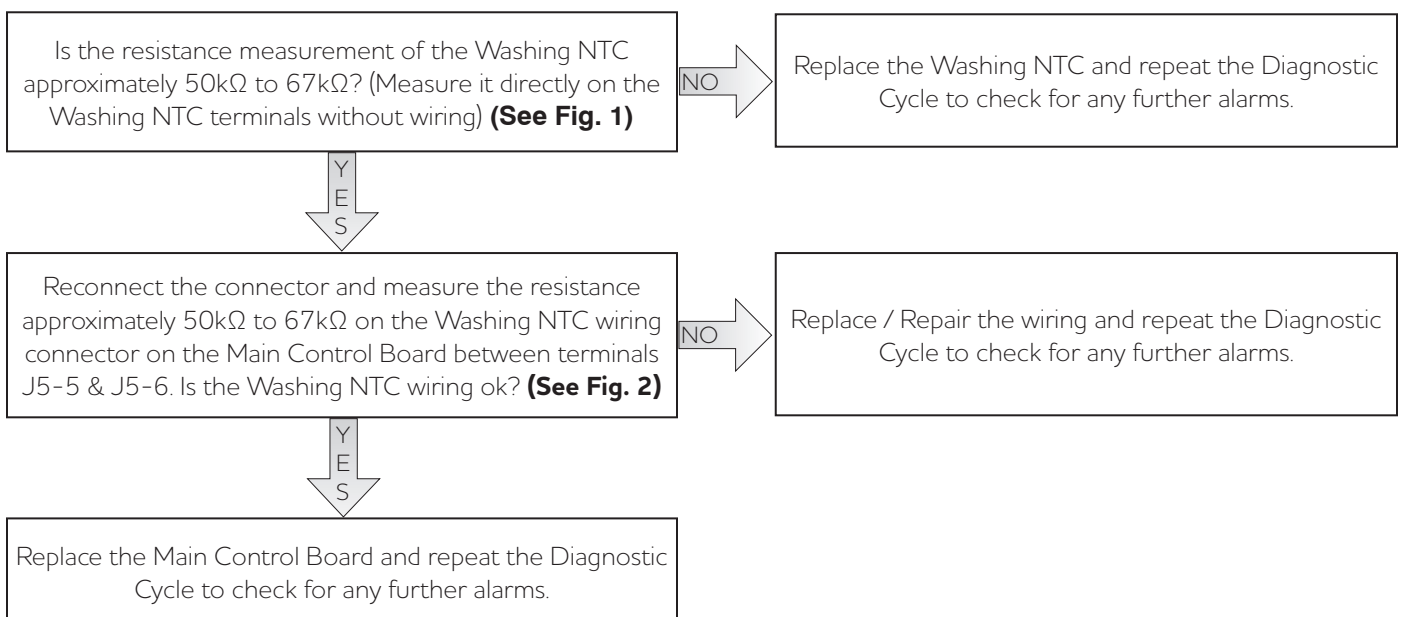 Is the resistance measurement of the Washing NTC
approximately 50kΩ to 67kΩ? (Measure it directly on the
Washing NTC terminals without wiring) (See Fig. 1)
NO
Replace the Washing NTC and repeat the Diagnostic
Cycle to check for any further alarms.
Y
E
S
Reconnect the connector and measure the resistance
approximately 50kΩ to 67kΩ on the Washing NTC wiring
connector on the Main Control Board between terminals
J5-5 & J5-6. Is the Washing NTC wiring ok? (See Fig. 2)
NO
Replace / Repair the wiring and repeat the Diagnostic
Cycle to check for any further alarms.
Y
E
S
Replace the Main Control Board and repeat the Diagnostic
Cycle to check for any further alarms.